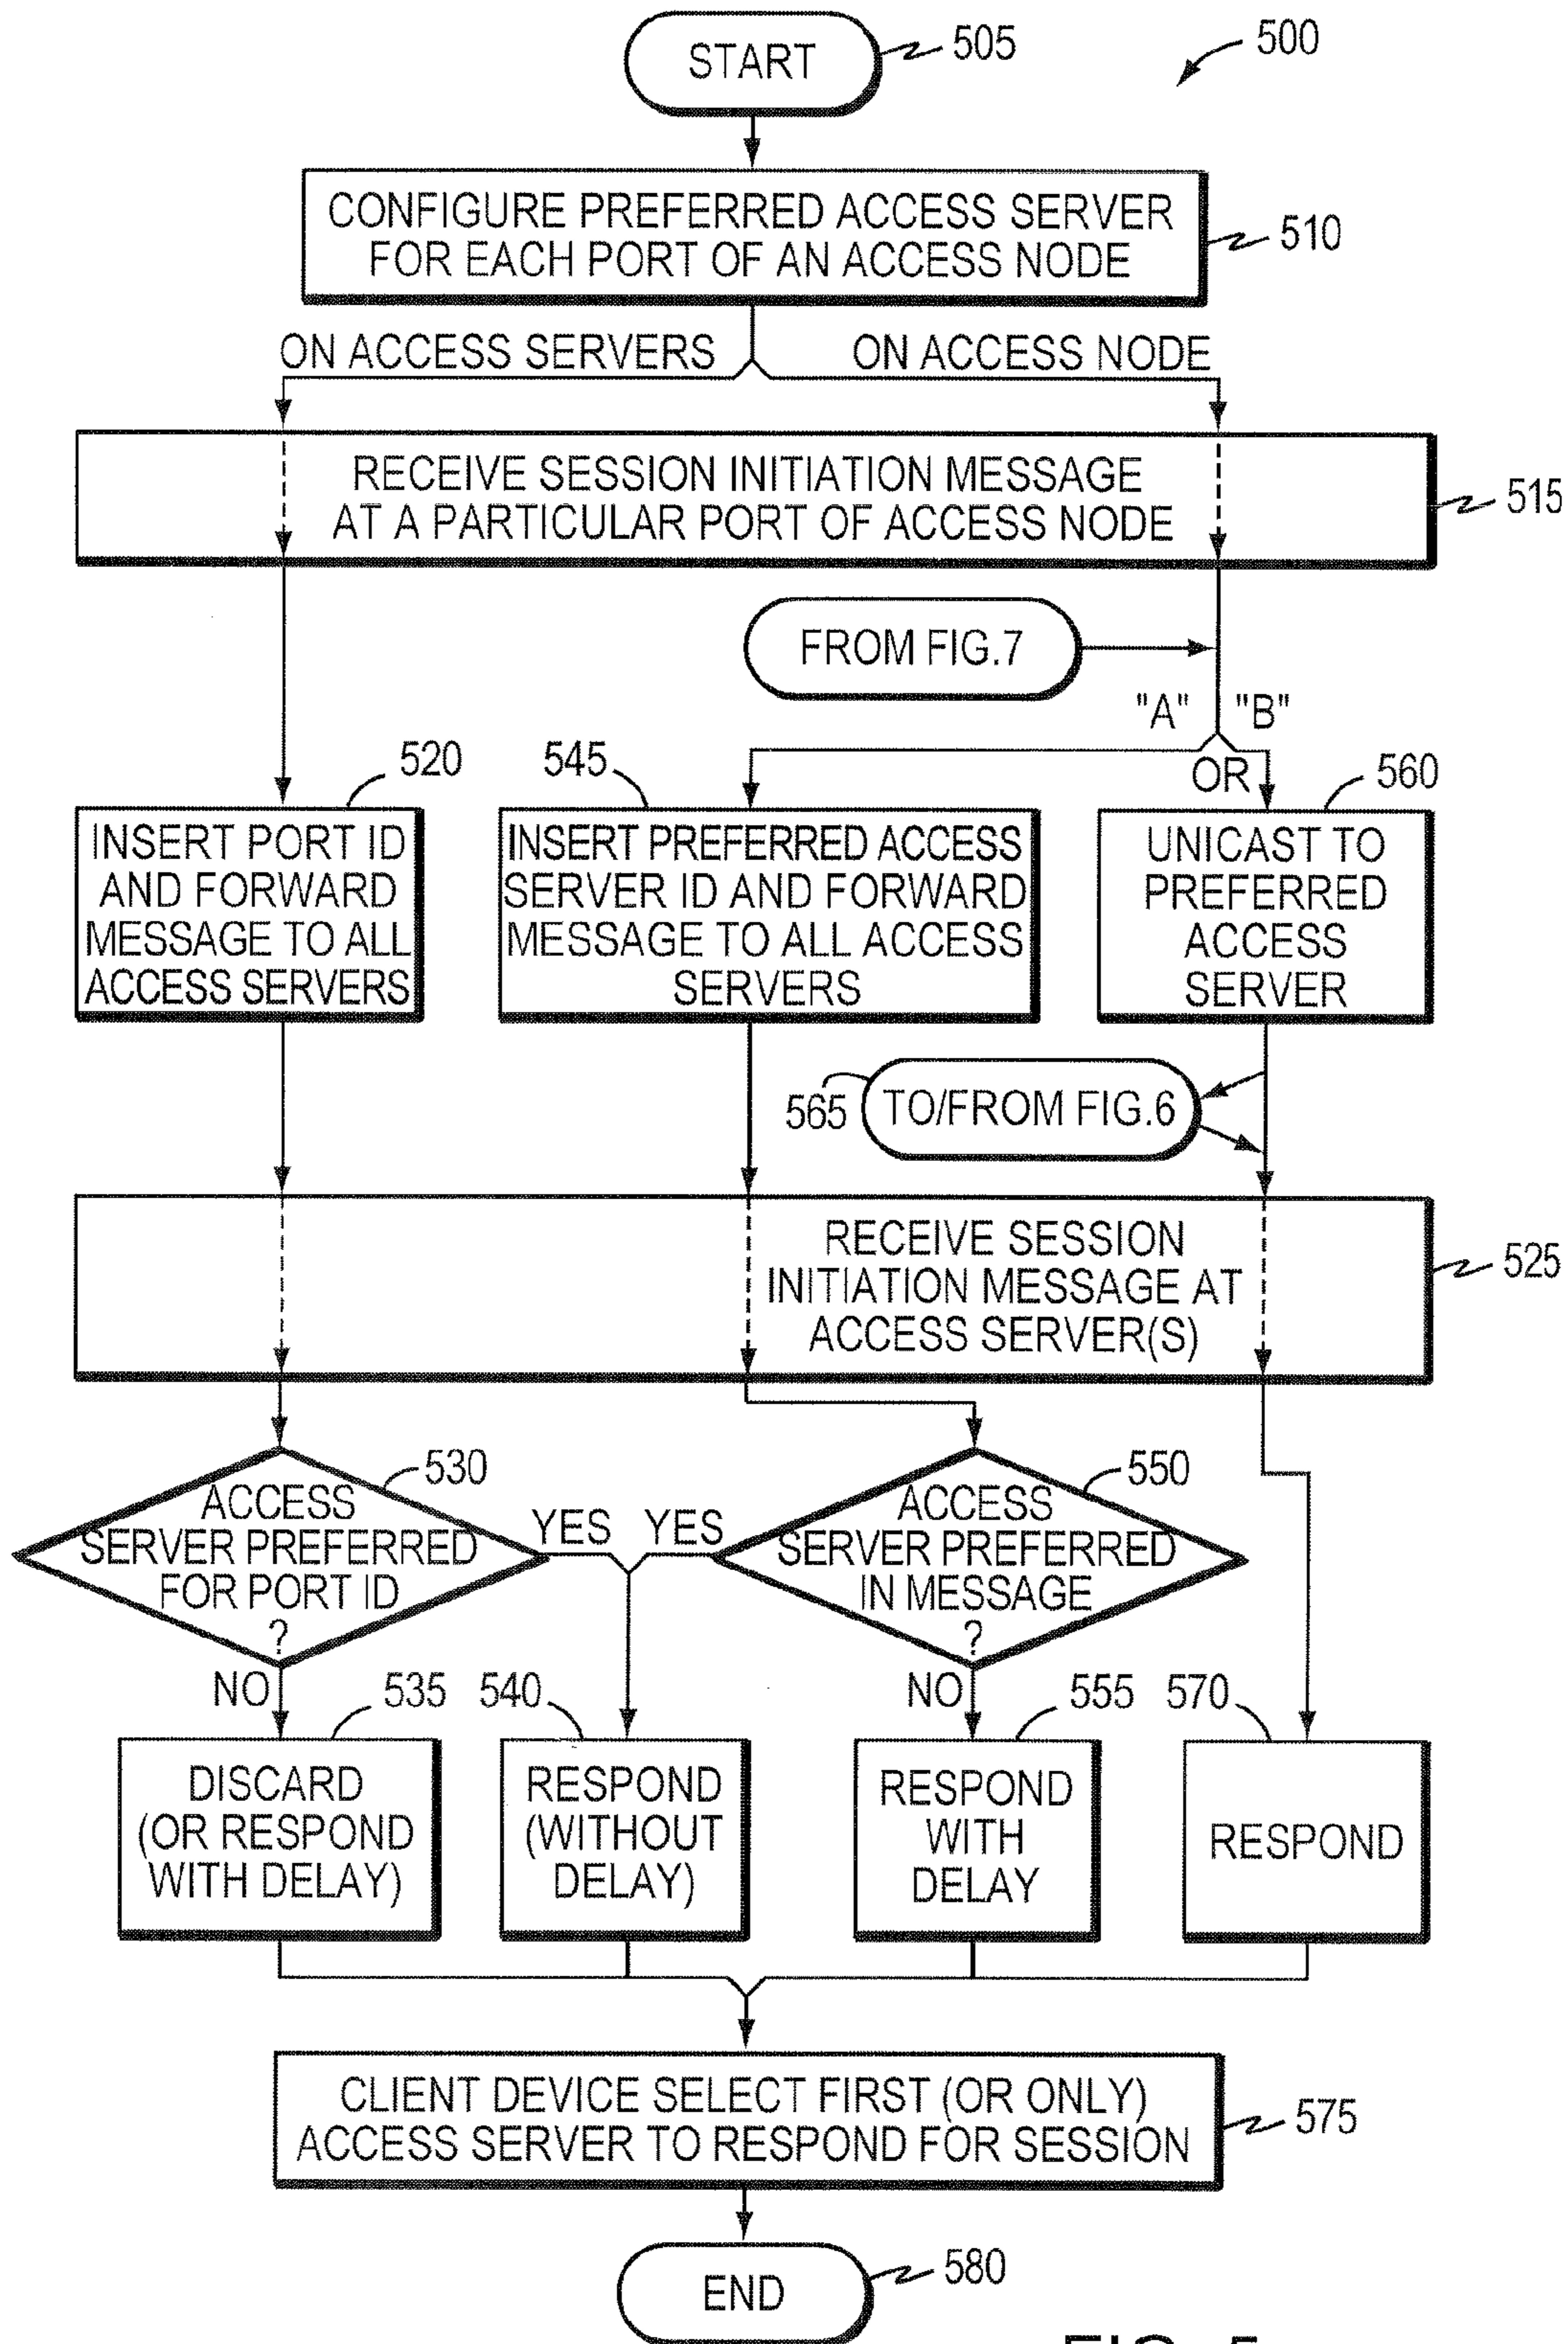 START
505
500
CONFIGURE PREFERRED ACCESS SERVER
FOR EACH PORT OF AN ACCESS NODE
510
ON ACCESS SERVERS
ON ACCESS NODE
RECEIVE SESSION INITIATION MESSAGE
AT A PARTICULAR PORT OF ACCESS NODE
515
FROM FIG.7
"A"
"B"
OR
520
545
560
INSERT PORT ID
AND FORWARD
MESSAGE TO ALL
ACCESS SERVERS
INSERT PREFERRED ACCESS
SERVER ID AND FORWARD
MESSAGE TO ALL ACCESS
SERVERS
UNICAST TO
PREFERRED
ACCESS
SERVER
565
TO/FROM FIG.6
RECEIVE SESSION
INITIATION MESSAGE AT
ACCESS SERVER(S)
525
530
ACCESS
SERVER PREFERRED
FOR PORT ID
?
YES
YES
550
ACCESS
SERVER PREFERRED
IN MESSAGE
?
NO
535
540
NO
555
570
DISCARD
(OR RESPOND
WITH DELAY)
RESPOND
(WITHOUT
DELAY)
RESPOND
WITH
DELAY
RESPOND
CLIENT DEVICE SELECT FIRST (OR ONLY)
ACCESS SERVER TO RESPOND FOR SESSION
575
END
580